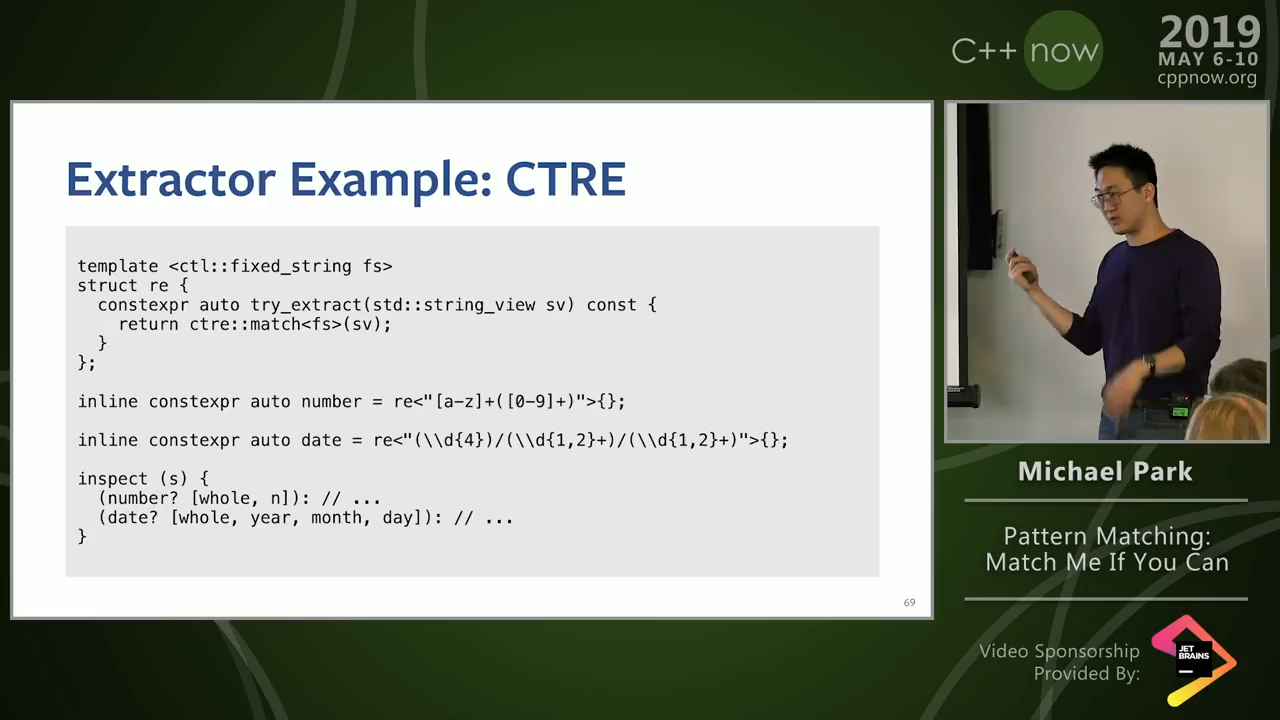 C++ now
2019
MAY 6-10
cppnow.org
Extractor Example: CTRE
template <ctl::fixed_string fs>
struct re {
  constexpr auto try_extract(std::string_view sv) const {
    return ctre::match<fs>(sv);
  }
};
inline constexpr auto number = re<"[a-z]+([0-9]+)">{};
inline constexpr auto date = re<"(\\d{4})/(\\d{1,2}+)/(\\d{1,2}+)">{};
inspect (s) {
  (number? [whole, n]): // ...
  (date? [whole, year, month, day]): // ...
}
69
Michael Park
Pattern Matching:
Match Me If You Can
Video Sponsorship
Provided By:
JET
BRAINS